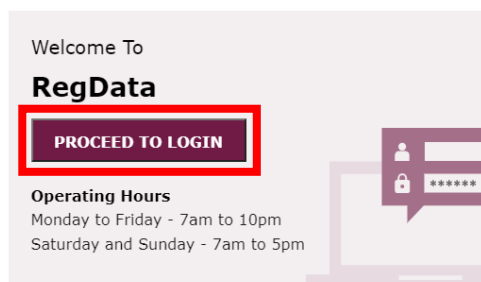 Welcome To
RegData
PROCEED TO LOGIN
Operating Hours
Monday to Friday - 7am to 10pm
Saturday and Sunday - 7am to 5pm
******